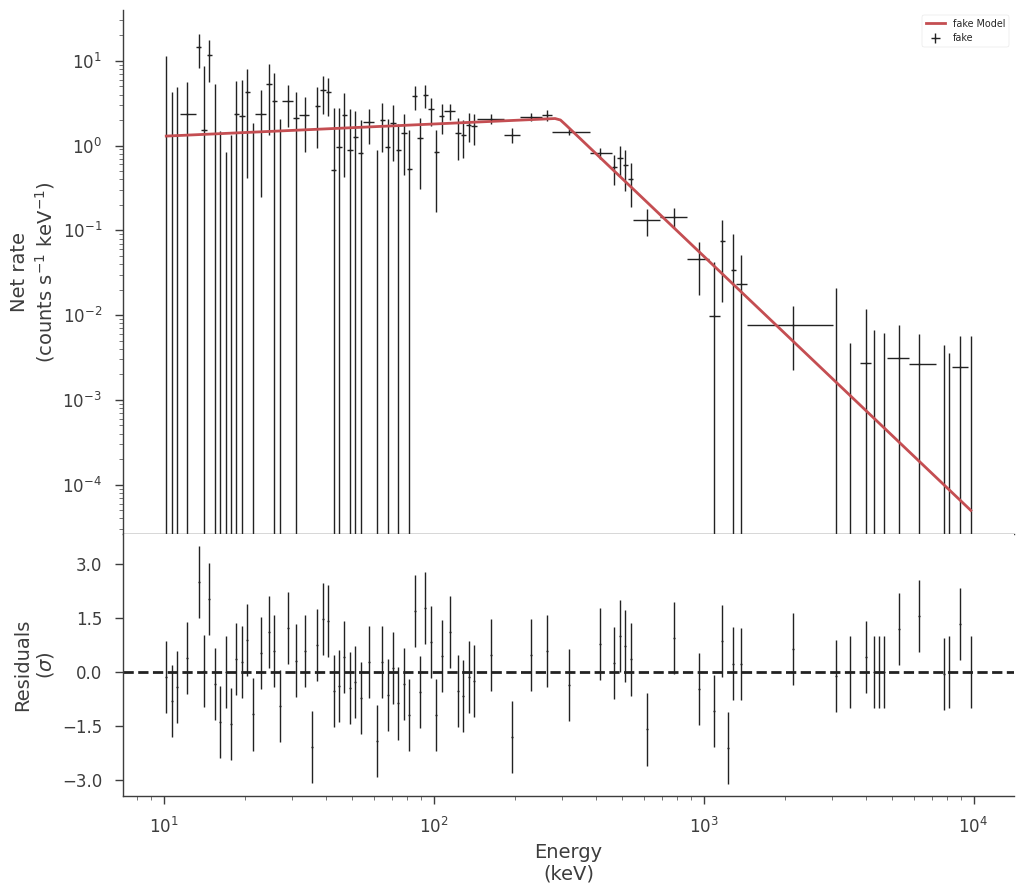 fake Model
fake
Net rate
(counts s⁻¹ keV⁻¹)
10¹
10⁰
10⁻¹
10⁻²
10⁻³
10⁻⁴
Residuals
(σ)
3.0
1.5
0.0
−1.5
−3.0
10¹ 10² 10³ 10⁴
Energy
(keV)